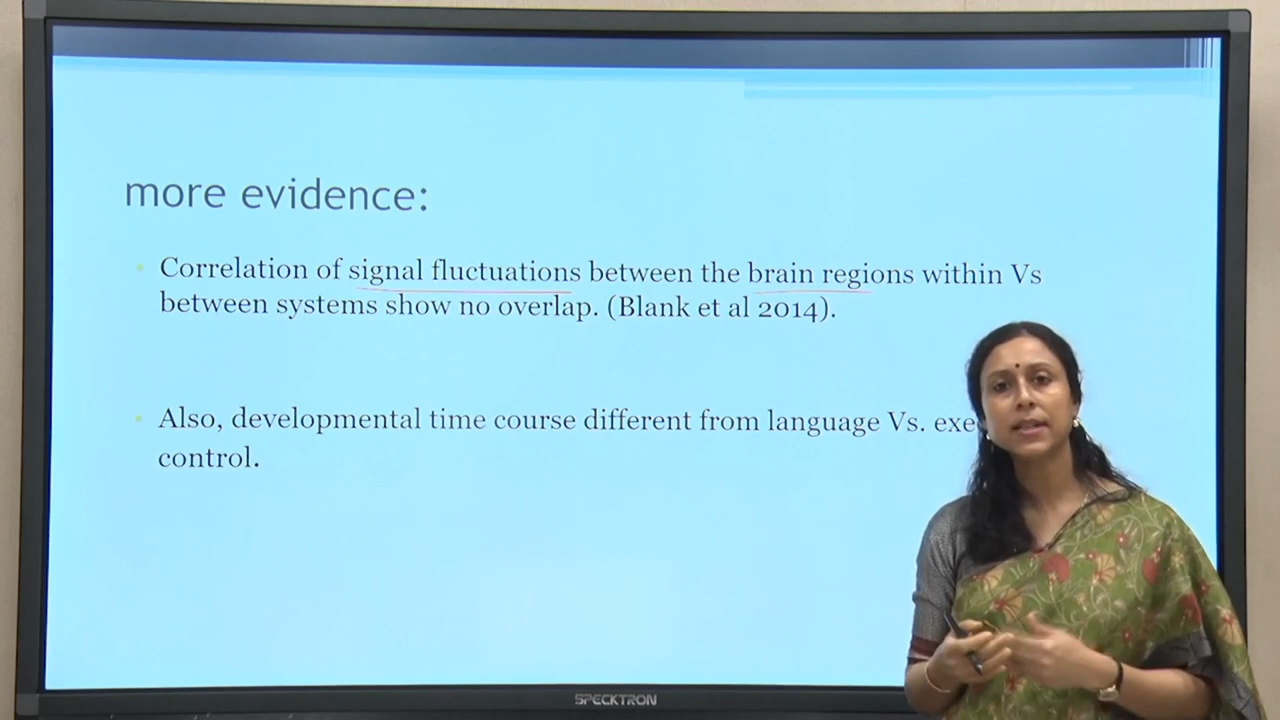 more evidence:
Correlation of signal fluctuations between the brain regions within Vs
between systems show no overlap. (Blank et al 2014).
Also, developmental time course different from language Vs.
control.
SPECKTRON